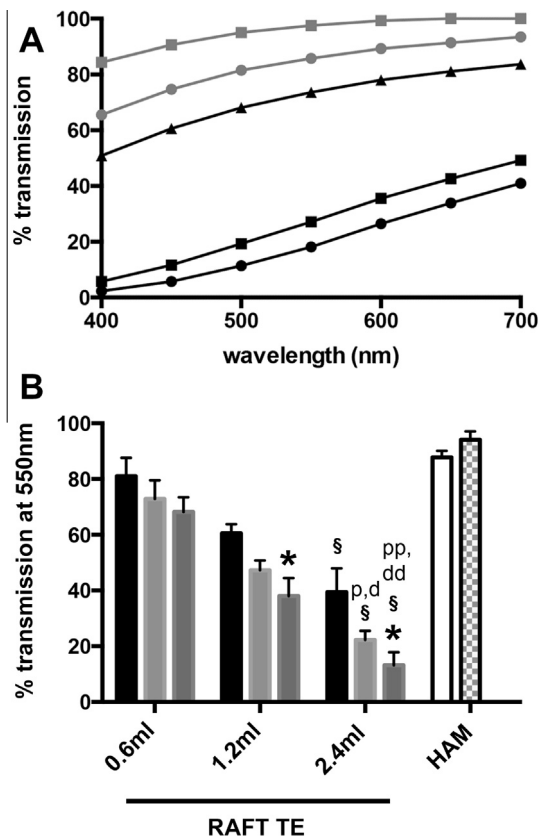 A
% transmission
100
80
60
40
20
0
400 500 600 700
wavelength (nm)
B
% transmission at 550nm
100
80
60
40
20
0
*
§
p,d
§
pp,
dd
§
*
0.6ml 1.2ml 2.4ml HAM
RAFT TE